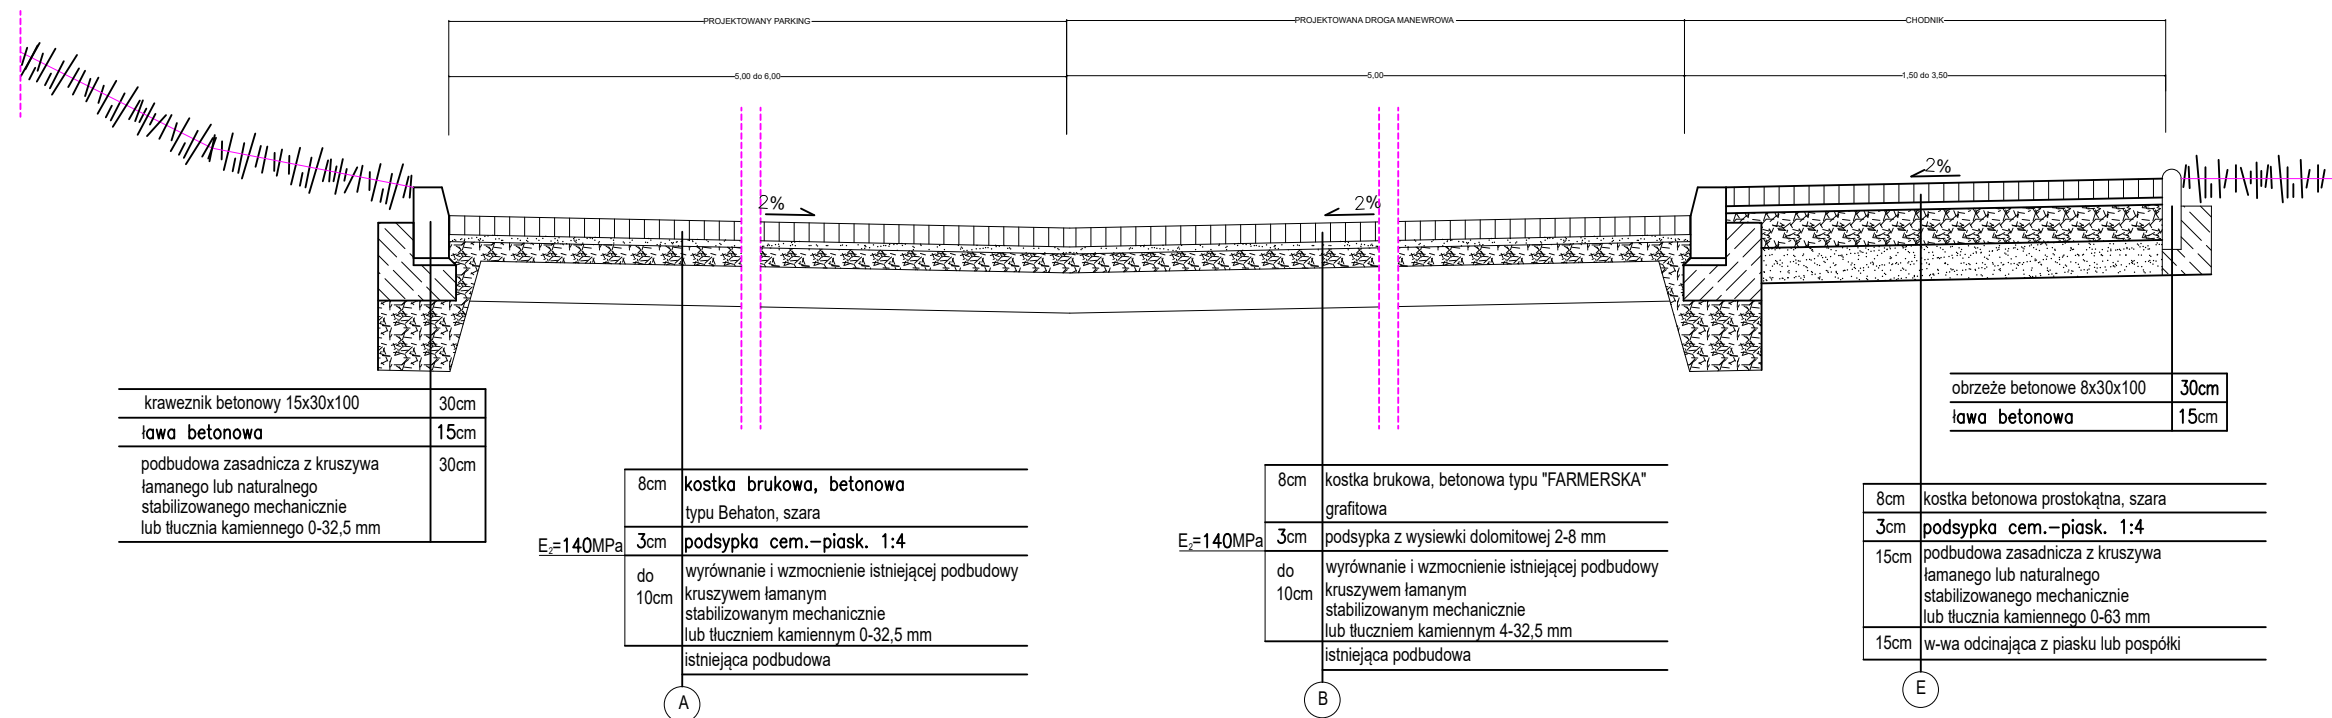 PROJEKTOWANY PARKING
PROJEKTOWANA DROGA MANEWROWA
CHODNIK
5,00 do 6,00
5,00
1,50 do 3,50
2%
2%
2%
kraweznik betonowy 15x30x100 30cm
ława betonowa 15cm
podbudowa zasadnicza z kruszywa 30cm
łamanego lub naturalnego
stabilizowanego mechanicznie
lub tłucznia kamiennego 0-32,5 mm
8cm kostka brukowa, betonowa
typu Behaton, szara
E₂=140MPa 3cm podsypka cem.-piask. 1:4
do 10cm wyrównanie i wzmocnienie istniejącej podbudowy
kruszywem łamanym
stabilizowanym mechanicznie
lub tłuczniem kamiennym 0-32,5 mm
istniejąca podbudowa
A
8cm kostka brukowa, betonowa typu "FARMERSKA"
grafitowa
E₂=140MPa 3cm podsypka z wysiewki dolomitowej 2-8 mm
do 10cm wyrównanie i wzmocnienie istniejącej podbudowy
kruszywem łamanym
stabilizowanym mechanicznie
lub tłuczniem kamiennym 4-32,5 mm
istniejąca podbudowa
B
obrzeże betonowe 8x30x100 30cm
ława betonowa 15cm
8cm kostka betonowa prostokątna, szara
3cm podsypka cem.-piask. 1:4
15cm podbudowa zasadnicza z kruszywa
łamanego lub naturalnego
stabilizowanego mechanicznie
lub tłucznia kamiennego 0-63 mm
15cm w-wa odcinająca z piasku lub pospółki
E